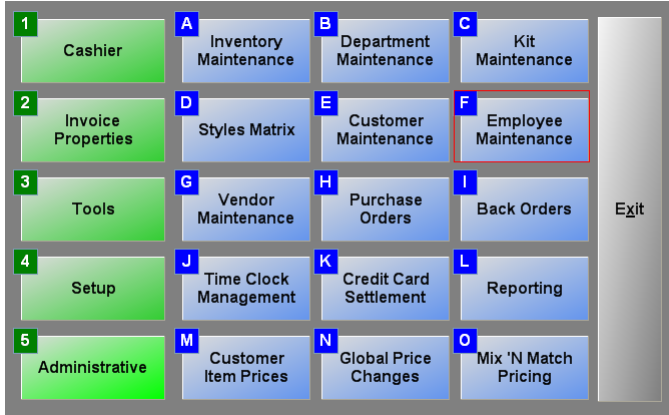 1
Cashier
A
Inventory
Maintenance
B
Department
Maintenance
C
Kit
Maintenance
2
Invoice
Properties
D
Styles Matrix
E
Customer
Maintenance
F
Employee
Maintenance
3
Tools
G
Vendor
Maintenance
H
Purchase
Orders
I
Back Orders
Exit
4
Setup
J
Time Clock
Management
K
Credit Card
Settlement
L
Reporting
5
Administrative
M
Customer
Item Prices
N
Global Price
Changes
O
Mix 'N Match
Pricing